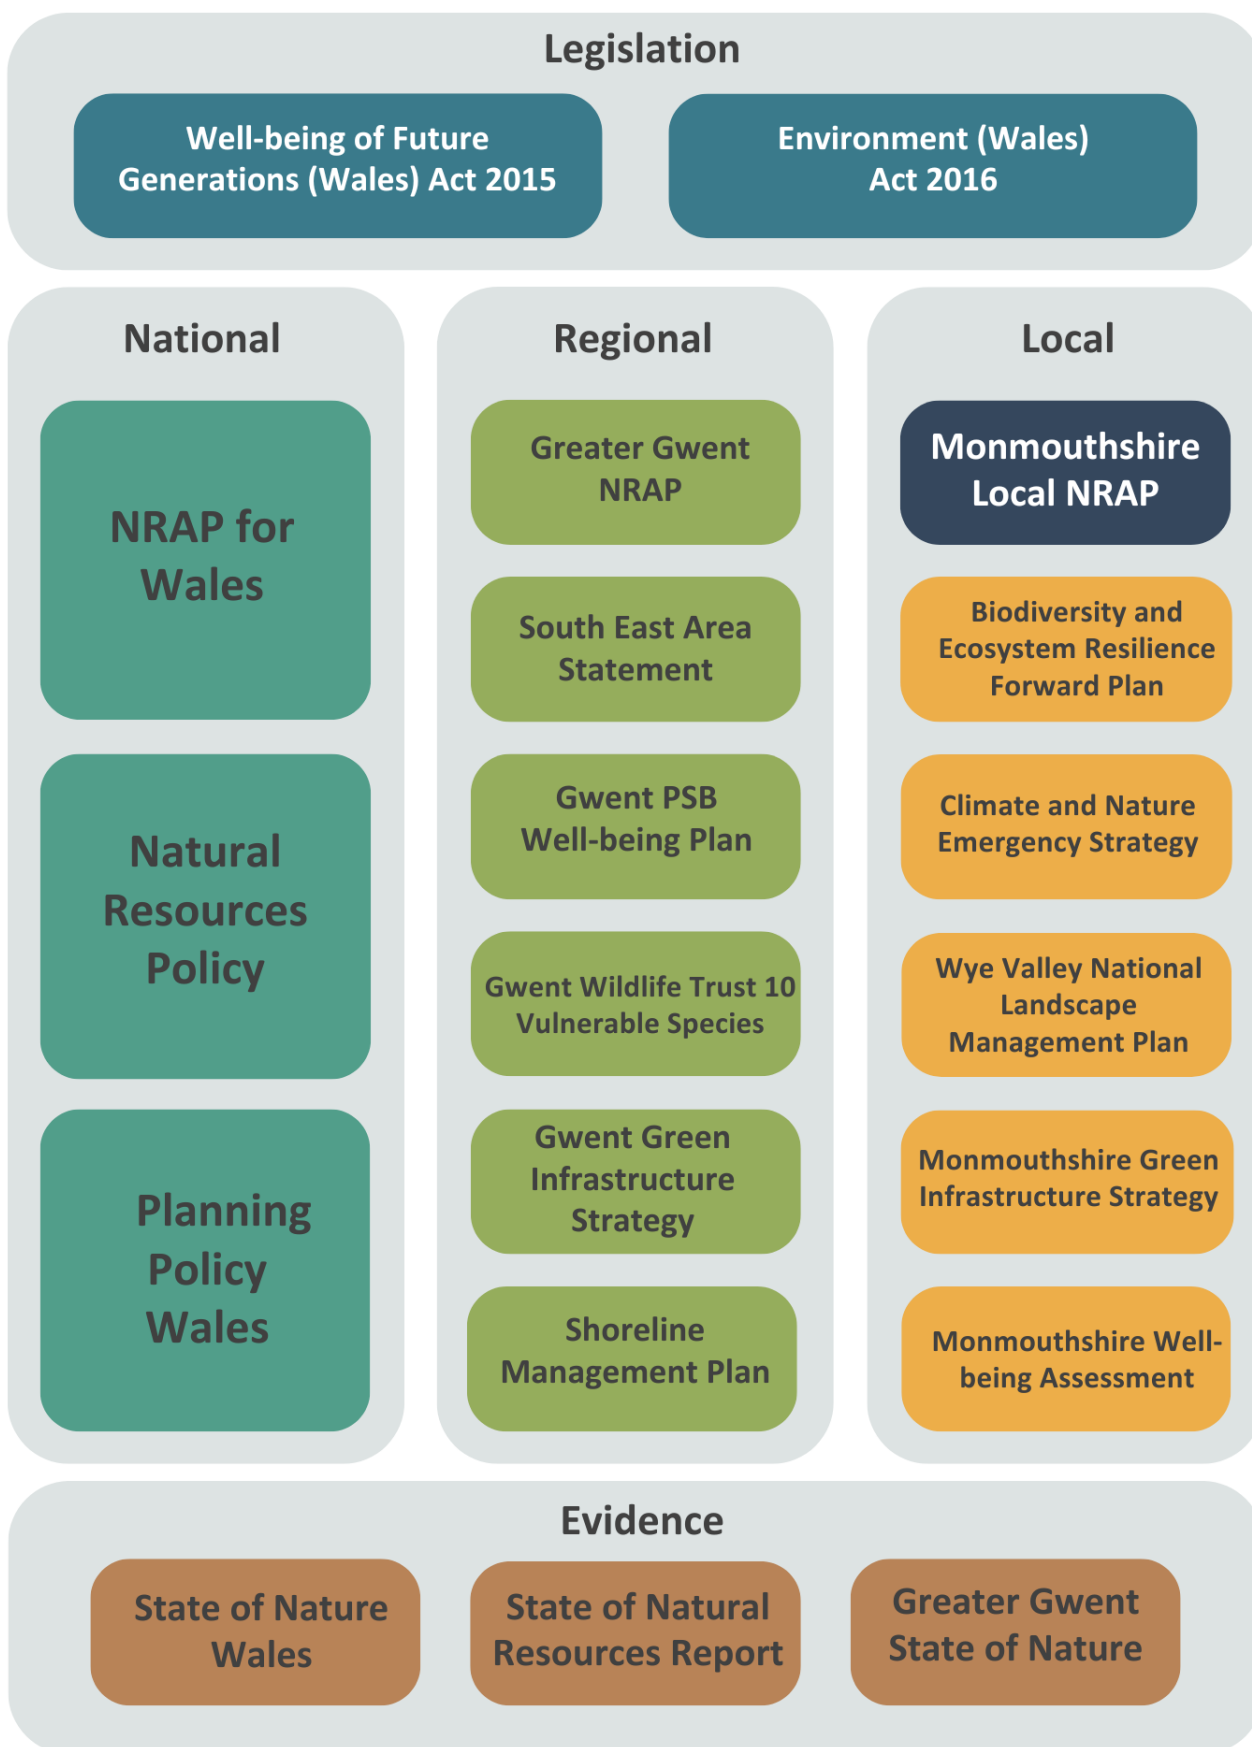 Legislation
Well-being of Future
Generations (Wales) Act 2015
Environment (Wales)
Act 2016
National
NRAP for
Wales
Natural
Resources
Policy
Planning
Policy
Wales
Regional
Greater Gwent
NRAP
South East Area
Statement
Gwent PSB
Well-being Plan
Gwent Wildlife Trust 10
Vulnerable Species
Gwent Green
Infrastructure
Strategy
Shoreline
Management Plan
Local
Monmouthshire
Local NRAP
Biodiversity and
Ecosystem Resilience
Forward Plan
Climate and Nature
Emergency Strategy
Wye Valley National
Landscape
Management Plan
Monmouthshire Green
Infrastructure Strategy
Monmouthshire Well-
being Assessment
Evidence
State of Nature
Wales
State of Natural
Resources Report
Greater Gwent
State of Nature